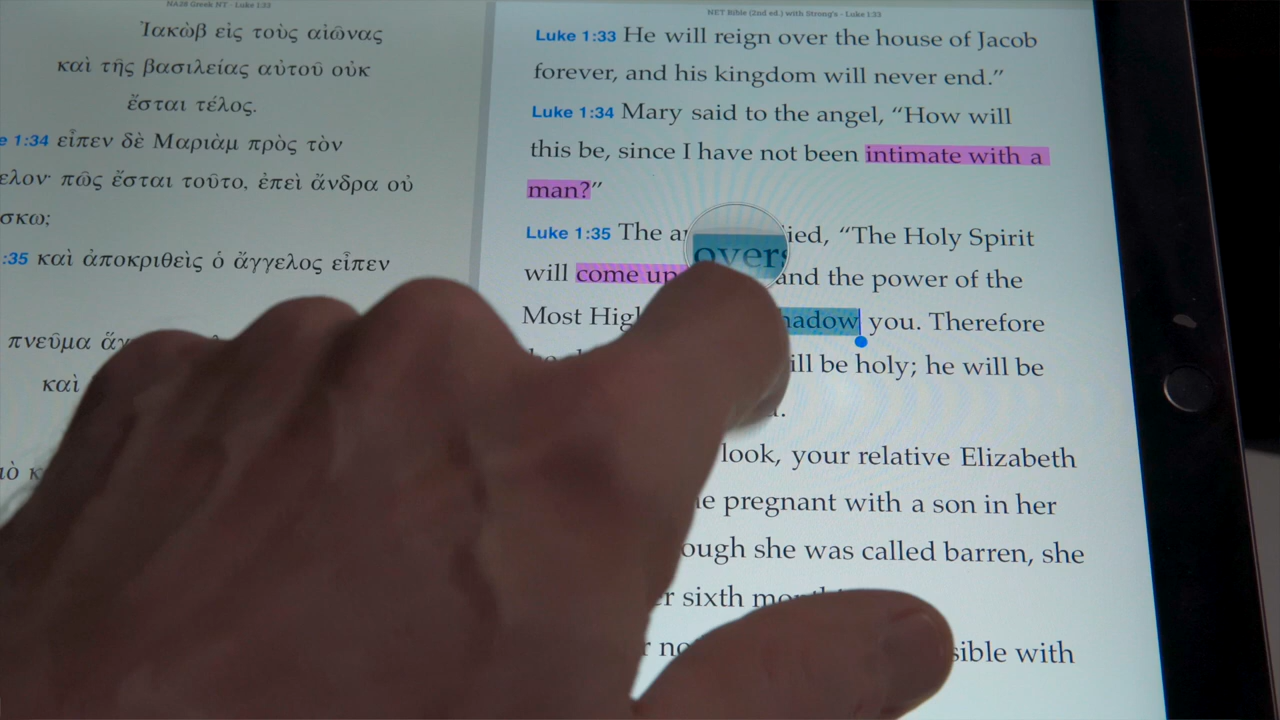 NA28 Greek NT - Luke 1:33
Ἰακὼβ εἰς τοὺς αἰῶνας
καὶ τῆς βασιλείας αὐτοῦ οὐκ
ἔσται τέλος.
e 1:34 εἶπεν δὲ Μαριὰμ πρὸς τὸν
ελον· πῶς ἔσται τοῦτο, ἐπεὶ ἄνδρα οὐ
σκω;
:35 καὶ ἀποκριθεὶς ὁ ἄγγελος εἶπεν
πνεῦμα
καὶ
NET Bible (2nd ed.) with Strong's - Luke 1:33
Luke 1:33 He will reign over the house of Jacob
forever, and his kingdom will never end.”
Luke 1:34 Mary said to the angel, “How will
this be, since I have not been intimate with a
man?”
Luke 1:35 The a ied, “The Holy Spirit
overs
will come up and the power of the
Most Hig hadow you. Therefore
ill be holy; he will be
look, your relative Elizabeth
e pregnant with a son in her
ough she was called barren, she
r sixth mo
r no sible with